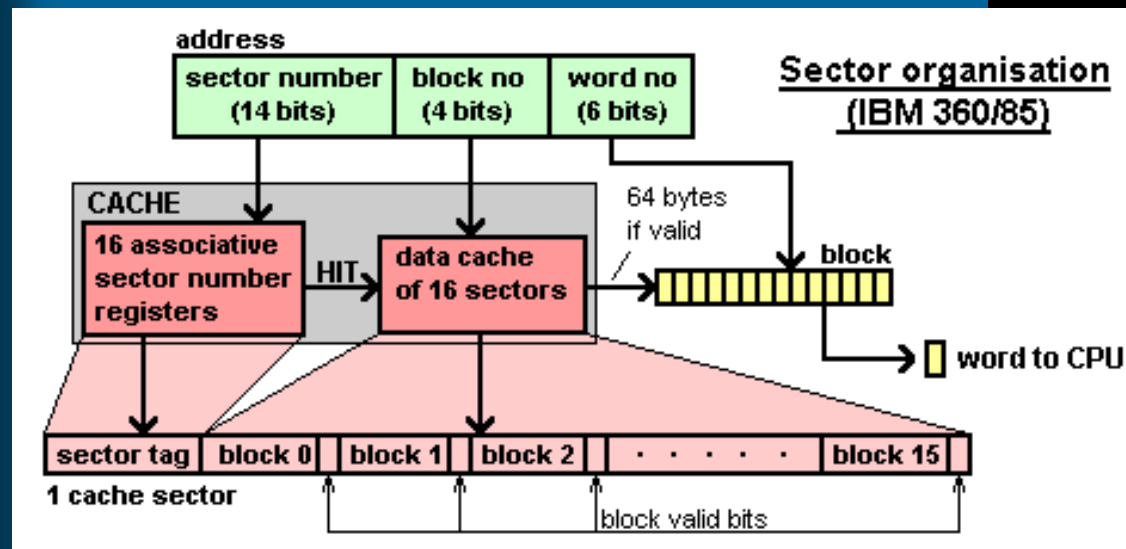 address
sector number
(14 bits)
block no
(4 bits)
word no
(6 bits)
Sector organisation
(IBM 360/85)
CACHE
16 associative
sector number
registers
HIT
data cache
of 16 sectors
64 bytes
if valid
block
word to CPU
sector tag
block 0
block 1
block 2
. . . . .
block 15
1 cache sector
block valid bits